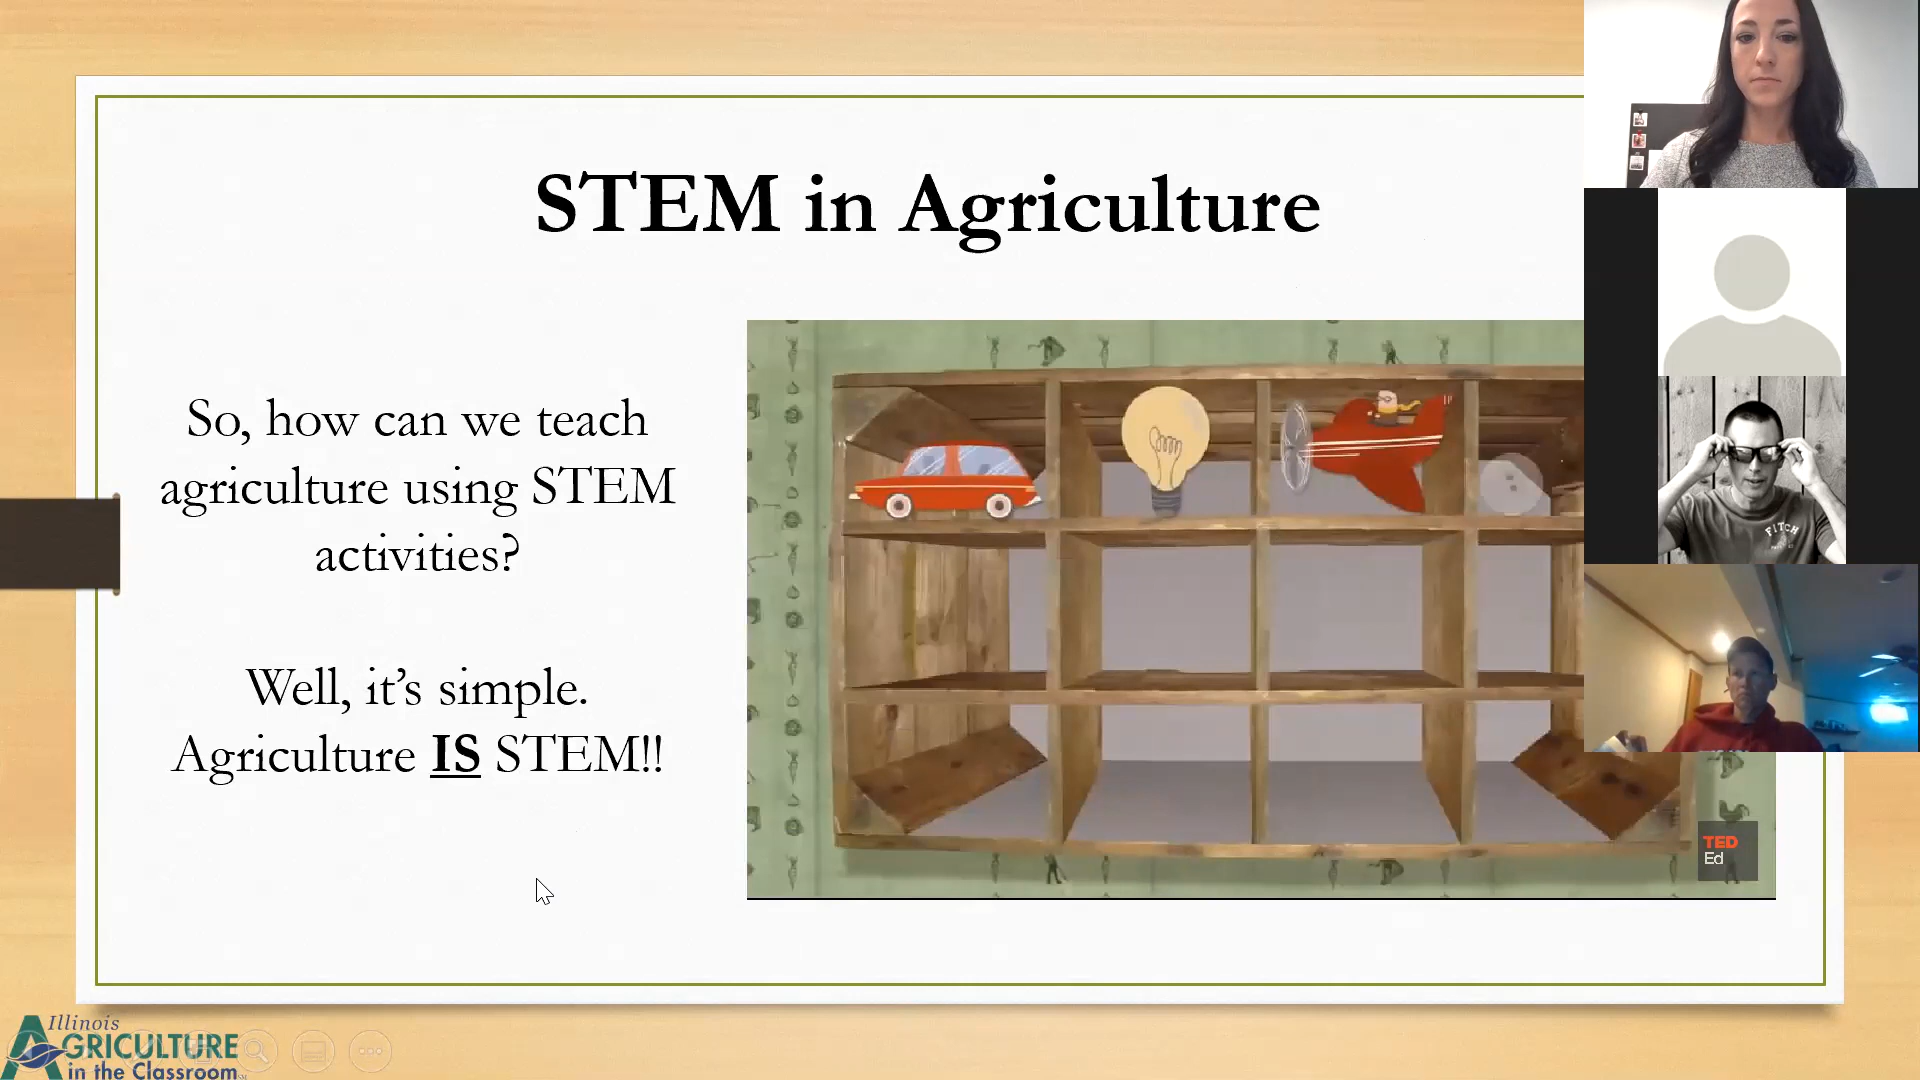 STEM in Agriculture
So, how can we teach
agriculture using STEM
activities?
Well, it’s simple.
Agriculture IS STEM!!
TED
Ed
FITCH
Illinois
AGRICULTURE
in the Classroom